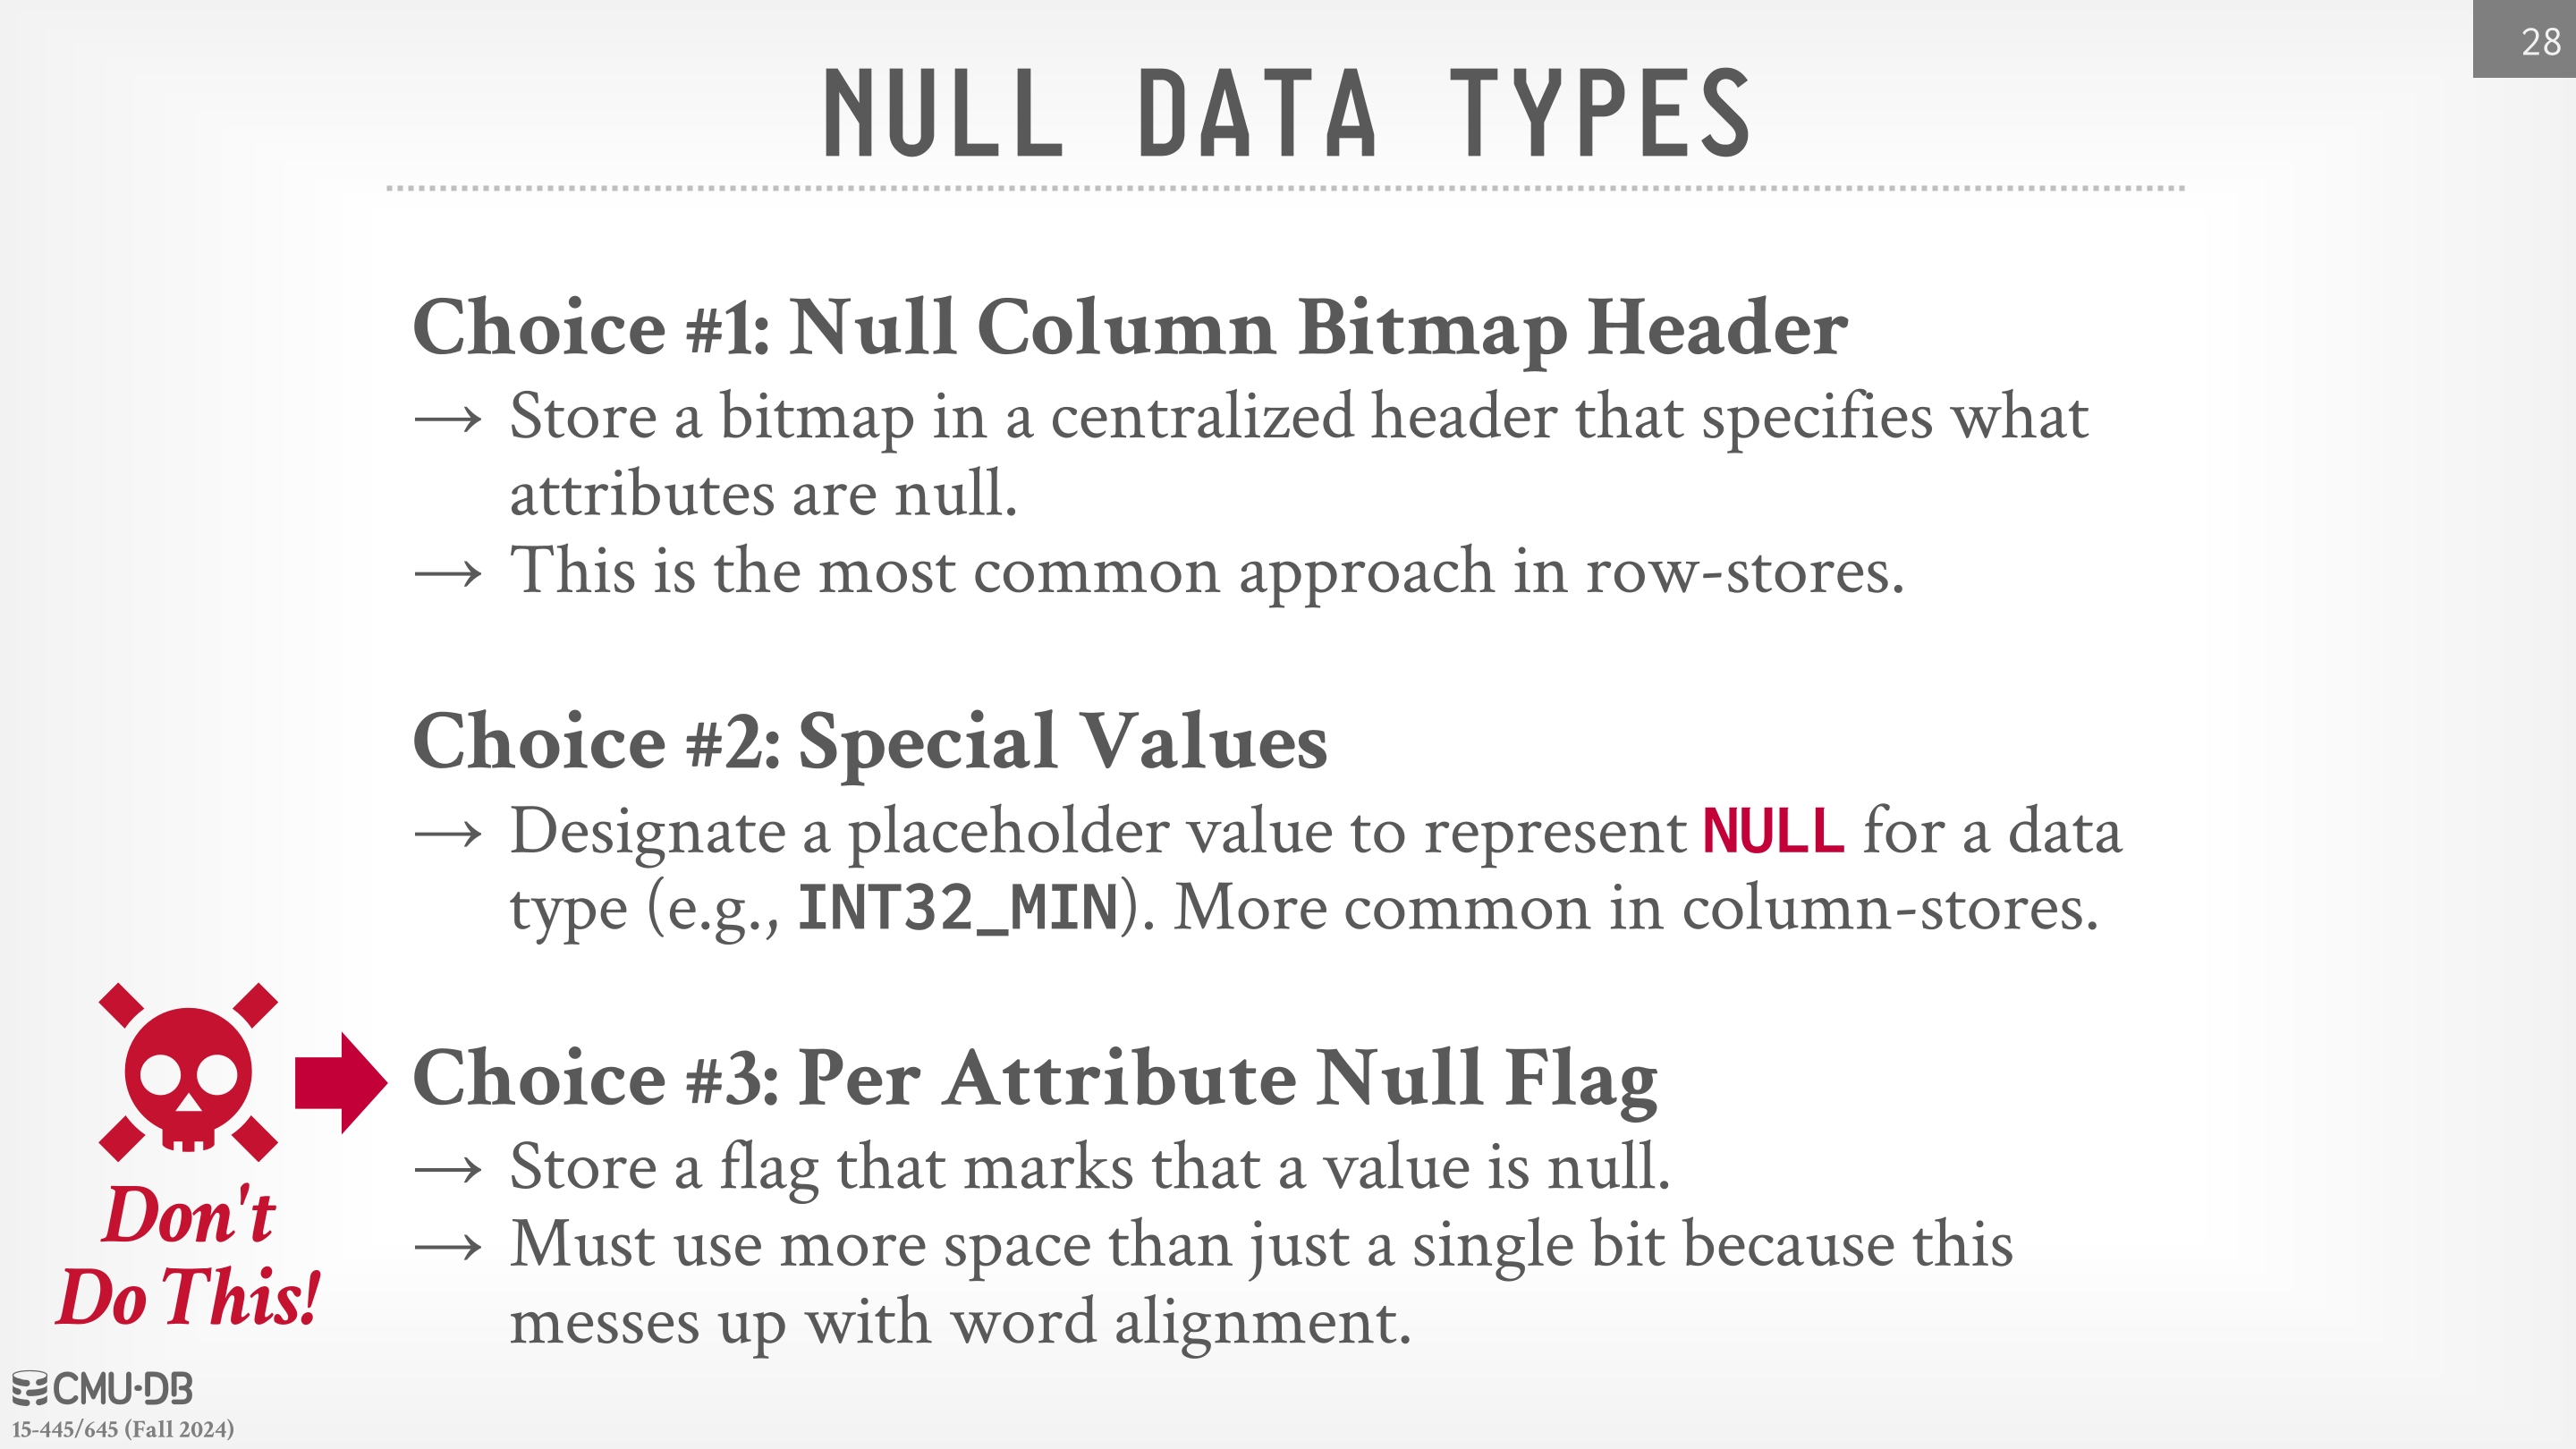 28
NULL DATA TYPES
Choice #1: Null Column Bitmap Header
→ Store a bitmap in a centralized header that specifies what
attributes are null.
→ This is the most common approach in row-stores.
Choice #2: Special Values
→ Designate a placeholder value to represent NULL for a data
type (e.g., INT32_MIN). More common in column-stores.
Choice #3: Per Attribute Null Flag
→ Store a flag that marks that a value is null.
→ Must use more space than just a single bit because this
messes up with word alignment.
Don't
Do This!
CMU·DB
15-445/645 (Fall 2024)